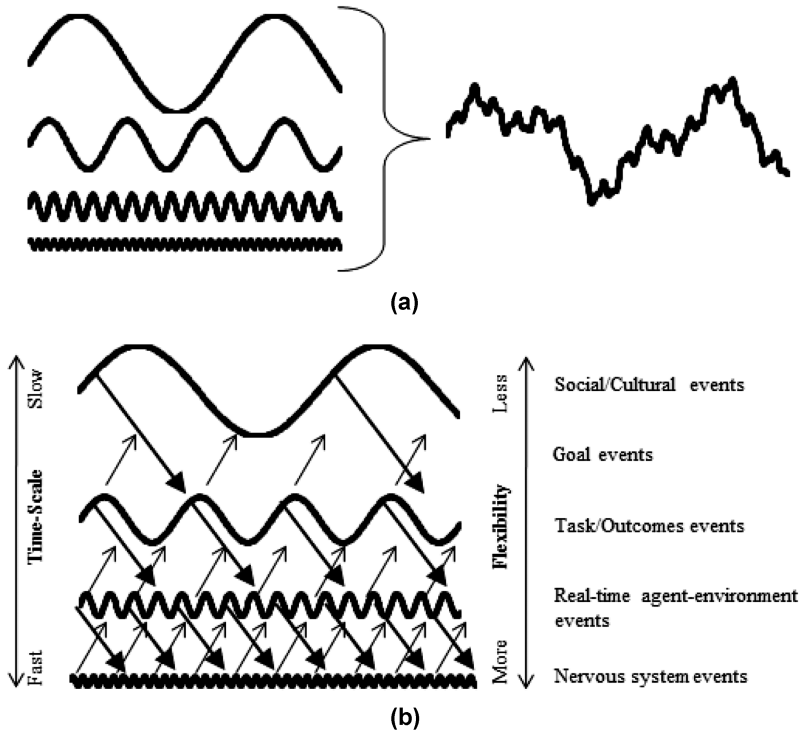 (a)
Slow
Time-Scale
Fast
Less
Flexibility
More
Social/Cultural events
Goal events
Task/Outcomes events
Real-time agent-environment
events
Nervous system events
(b)